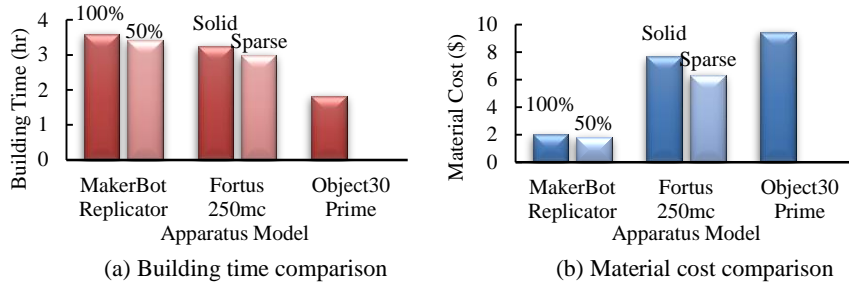 Building Time (hr)
4
3
2
1
0
100%
50%
Solid
Sparse
MakerBot
Replicator
Fortus
250mc
Object30
Prime
Apparatus Model
(a) Building time comparison
Material Cost ($)
10
8
6
4
2
0
100%
50%
Solid
Sparse
MakerBot
Replicator
Fortus
250mc
Object30
Prime
Apparatus Model
(b) Material cost comparison